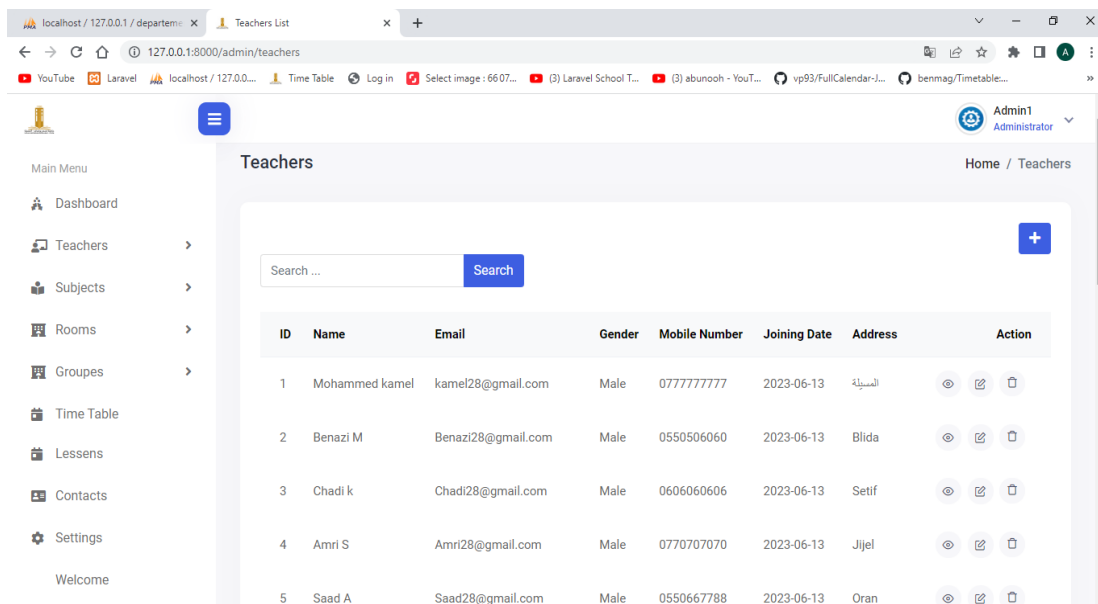 localhost / 127.0.0.1 / departeme
Teachers List
127.0.0.1:8000/admin/teachers
A
YouTube Laravel localhost / 127.0.0.... Time Table Log in Select image : 66 07... (3) Laravel School T... (3) abunooh - YouT... vp93/FullCalendar-J... benmag/Timetable:... »
Admin1
Administrator
Main Menu
Dashboard
Teachers
Subjects
Rooms
Groupes
Time Table
Lessens
Contacts
Settings
Welcome
Teachers
Home / Teachers
+
Search ... Search
ID Name Email Gender Mobile Number Joining Date Address Action
1 Mohammed kamel kamel28@gmail.com Male 0777777777 2023-06-13 المسيلة
2 Benazi M Benazi28@gmail.com Male 0550506060 2023-06-13 Blida
3 Chadi k Chadi28@gmail.com Male 0606060606 2023-06-13 Setif
4 Amri S Amri28@gmail.com Male 0770707070 2023-06-13 Jijel
5 Saad A Saad28@gmail.com Male 0550667788 2023-06-13 Oran